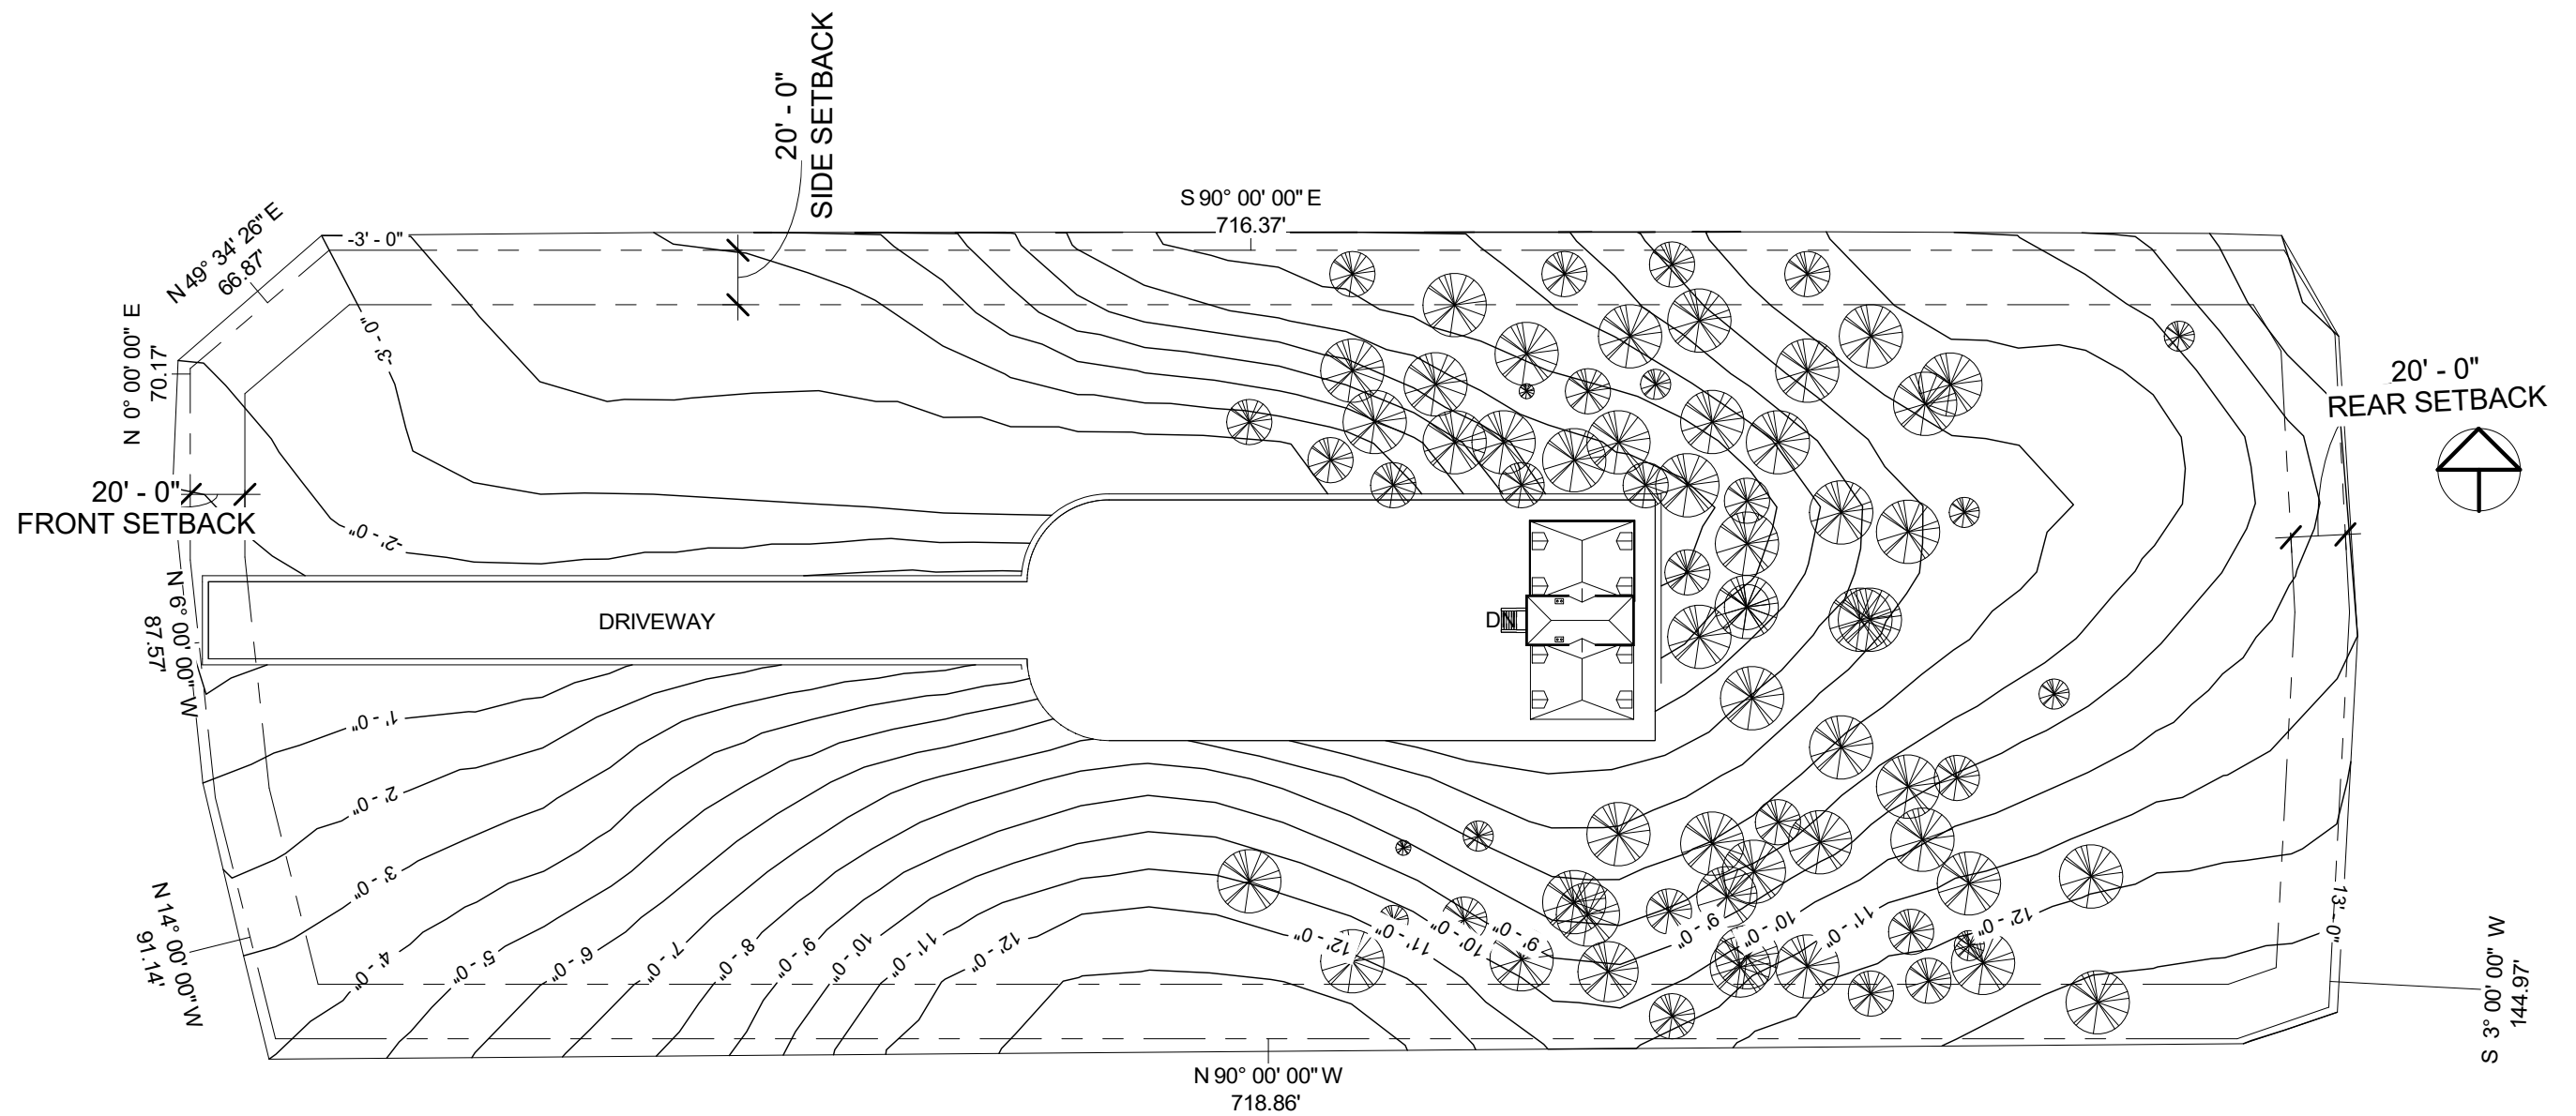 20' - 0"
SIDE SETBACK
S 90° 00' 00" E
716.37'
N 49° 34' 26" E
66.87'
-3' - 0"
N 0° 00' 00" E
70.17'
-3' - 0"
20' - 0"
REAR SETBACK
20' - 0"
FRONT SETBACK
-2' - 0"
N 6° 00' 00" W
87.57'
DRIVEWAY
DN
1' - 0"
2' - 0"
3' - 0"
4' - 0"
5' - 0"
6' - 0"
7' - 0"
8' - 0"
9' - 0"
10' - 0"
11' - 0"
12' - 0"
12' - 0"
11' - 0"
10' - 0"
9' - 0"
9' - 0"
10' - 0"
11' - 0"
12' - 0"
13' - 0"
N 14° 00' 00" W
91.14'
S 3° 00' 00" W
144.97'
N 90° 00' 00" W
718.86'